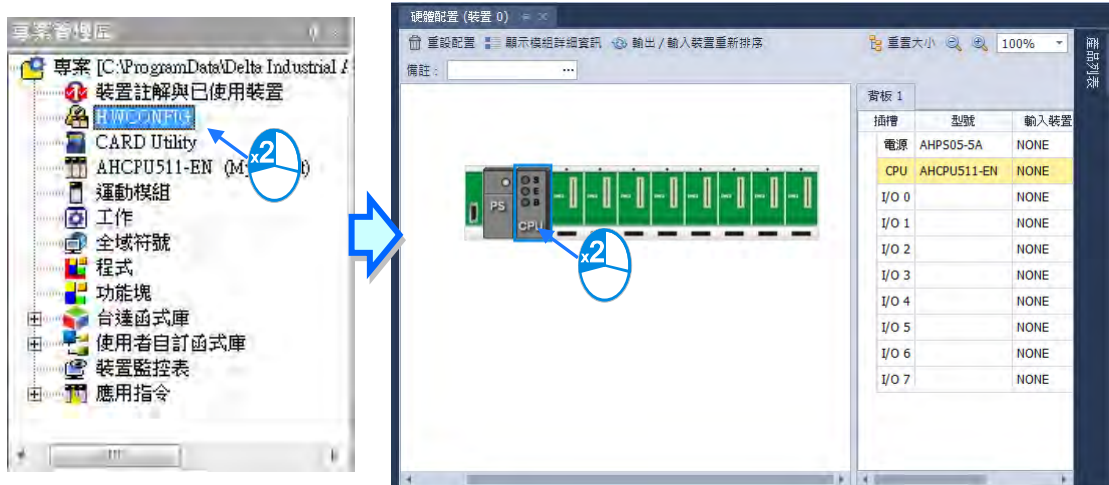 專案管理區
專案 [C:\ProgramData\Delta Industrial A
裝置註解與已使用裝置
HWCONFIG
CARD Utility
AHCPU511-EN (My
運動模組
工作
全域符號
程式
功能塊
台達函式庫
使用者自訂函式庫
裝置監控表
應用指令
x2
硬體配置 (裝置 0)
重設配置 顯示模組詳細資訊 輸出 / 輸入裝置重新排序 重置大小 100%
備註 : ...
PS
CPU
x2
背板 1
插槽 型號 輸入裝置
電源 AHPS05-5A NONE
CPU AHCPU511-EN NONE
I/O 0 NONE
I/O 1 NONE
I/O 2 NONE
I/O 3 NONE
I/O 4 NONE
I/O 5 NONE
I/O 6 NONE
I/O 7 NONE
產品列表